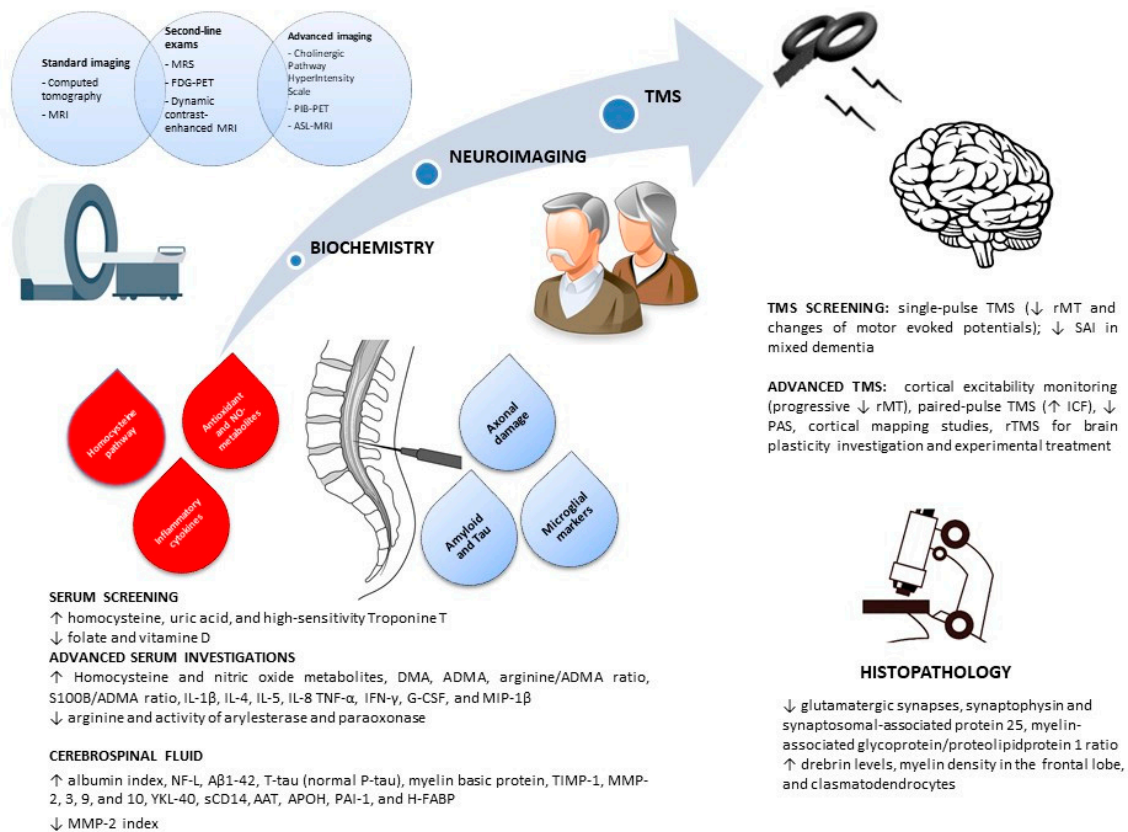 Standard imaging
- Computed
tomography
- MRI
Second-line
exams
- MRS
- FDG-PET
- Dynamic
contrast-
enhanced MRI
Advanced imaging
- Cholinergic
Pathway
HyperIntensity
Scale
- PIB-PET
- ASL-MRI
TMS
NEUROIMAGING
BIOCHEMISTRY
Homocysteine
pathway
Antioxidant
and NO-
metabolites
Inflammatory
cytokines
Axonal
damage
Amyloid
and Tau
Microglial
markers
TMS SCREENING: single-pulse TMS (↓ rMT and
changes of motor evoked potentials); ↓ SAI in
mixed dementia
ADVANCED TMS: cortical excitability monitoring
(progressive ↓ rMT), paired-pulse TMS (↑ ICF), ↓
PAS, cortical mapping studies, rTMS for brain
plasticity investigation and experimental treatment
SERUM SCREENING
↑ homocysteine, uric acid, and high-sensitivity Troponine T
↓ folate and vitamine D
ADVANCED SERUM INVESTIGATIONS
↑ Homocysteine and nitric oxide metabolites, DMA, ADMA, arginine/ADMA ratio,
S100B/ADMA ratio, IL-1β, IL-4, IL-5, IL-8 TNF-α, IFN-γ, G-CSF, and MIP-1β
↓ arginine and activity of arylesterase and paraoxonase
CEREBROSPINAL FLUID
↑ albumin index, NF-L, Aβ1-42, T-tau (normal P-tau), myelin basic protein, TIMP-1, MMP-
2, 3, 9, and 10, YKL-40, sCD14, AAT, APOH, PAI-1, and H-FABP
↓ MMP-2 index
HISTOPATHOLOGY
↓ glutamatergic synapses, synaptophysin and
synaptosomal-associated protein 25, myelin-
associated glycoprotein/proteolipidprotein 1 ratio
↑ drebrin levels, myelin density in the frontal lobe,
and clasmatodendrocytes